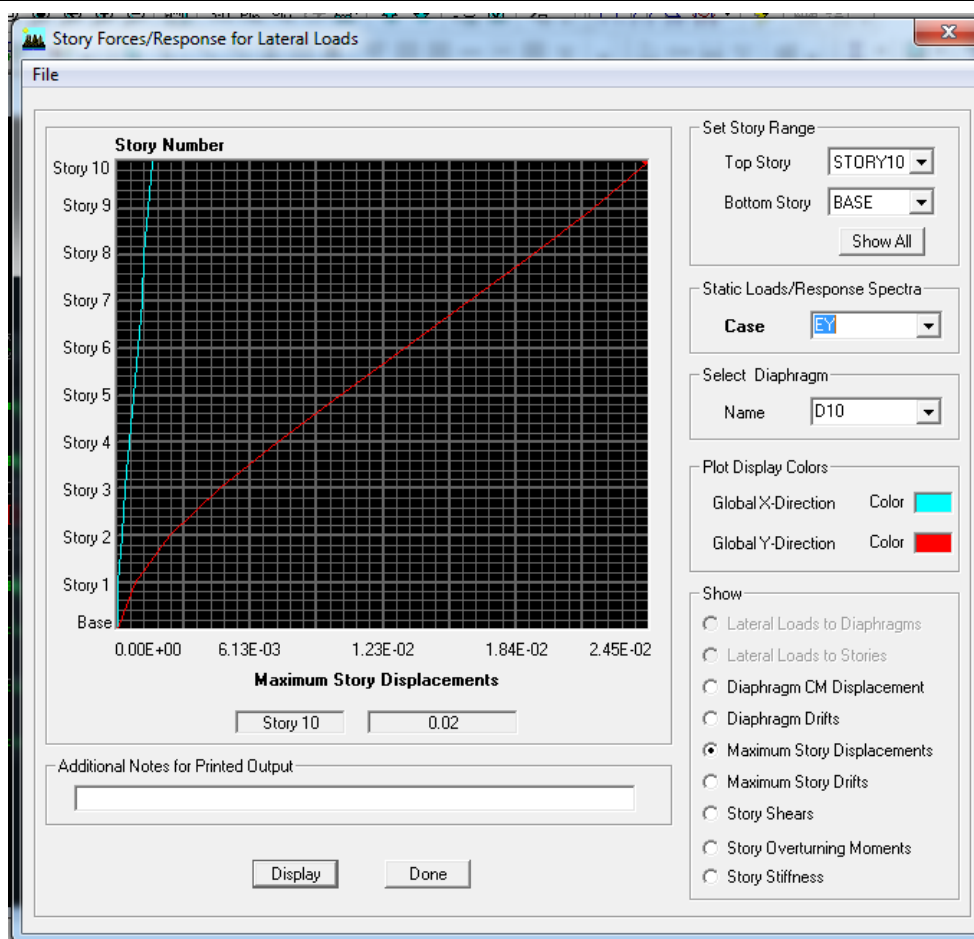 Story Forces/Response for Lateral Loads
File
Story Number
Story 10
Story 9
Story 8
Story 7
Story 6
Story 5
Story 4
Story 3
Story 2
Story 1
Base
0.00E+00 6.13E-03 1.23E-02 1.84E-02 2.45E-02
Maximum Story Displacements
Story 10 0.02
Additional Notes for Printed Output
Display Done
Set Story Range
Top Story STORY10
Bottom Story BASE
Show All
Static Loads/Response Spectra
Case EY
Select Diaphragm
Name D10
Plot Display Colors
Global X-Direction Color
Global Y-Direction Color
Show
Lateral Loads to Diaphragms
Lateral Loads to Stories
Diaphragm CM Displacement
Diaphragm Drifts
Maximum Story Displacements
Maximum Story Drifts
Story Shears
Story Overturning Moments
Story Stiffness